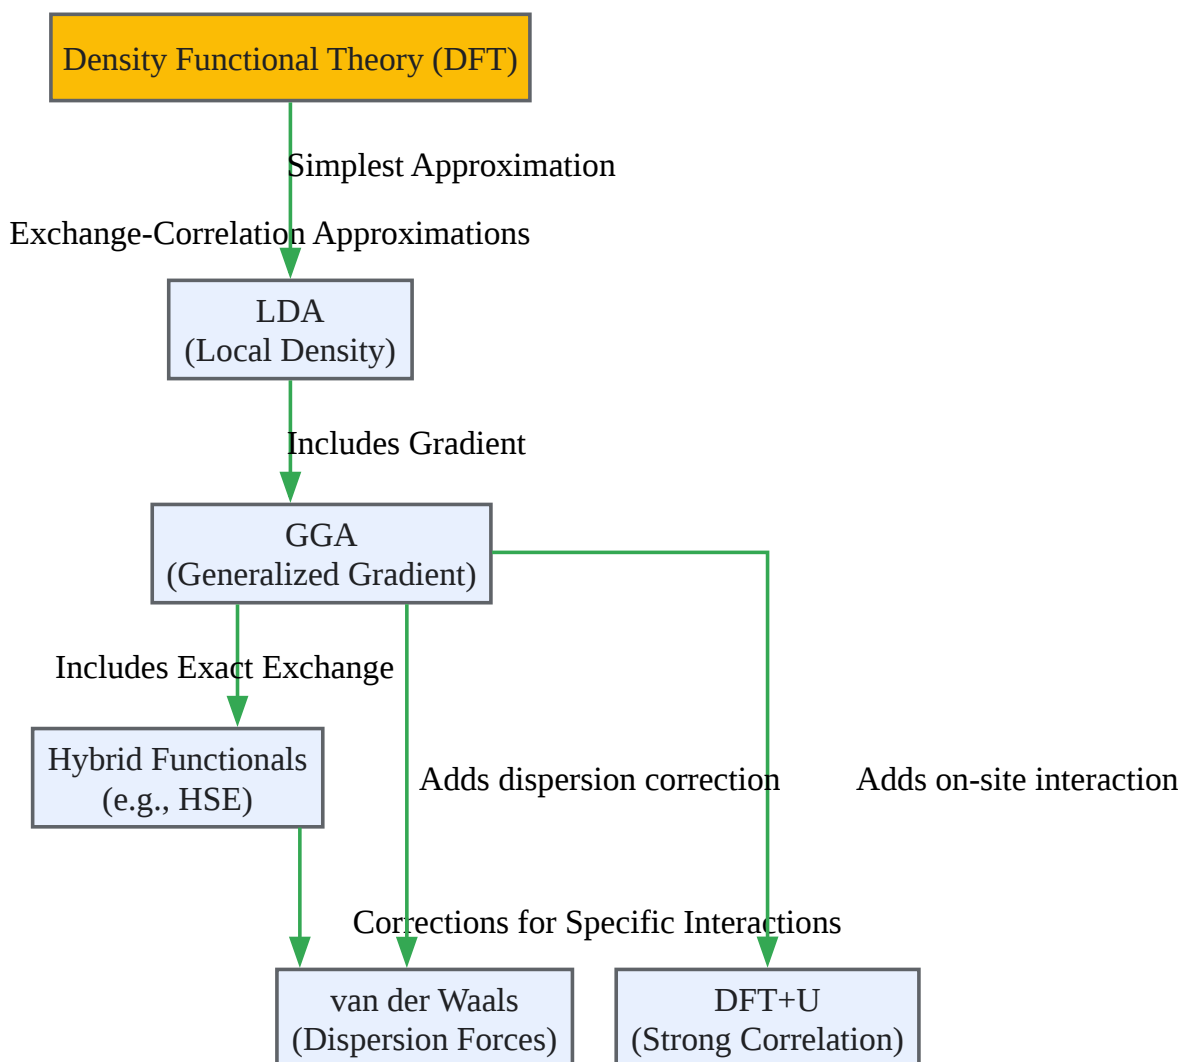 Density Functional Theory (DFT)
Simplest Approximation
Exchange-Correlation Approximations
LDA
(Local Density)
Includes Gradient
GGA
(Generalized Gradient)
Includes Exact Exchange
Hybrid Functionals
(e.g., HSE)
Adds dispersion correction
Adds on-site interaction
Corrections for Specific Interactions
van der Waals
(Dispersion Forces)
DFT+U
(Strong Correlation)